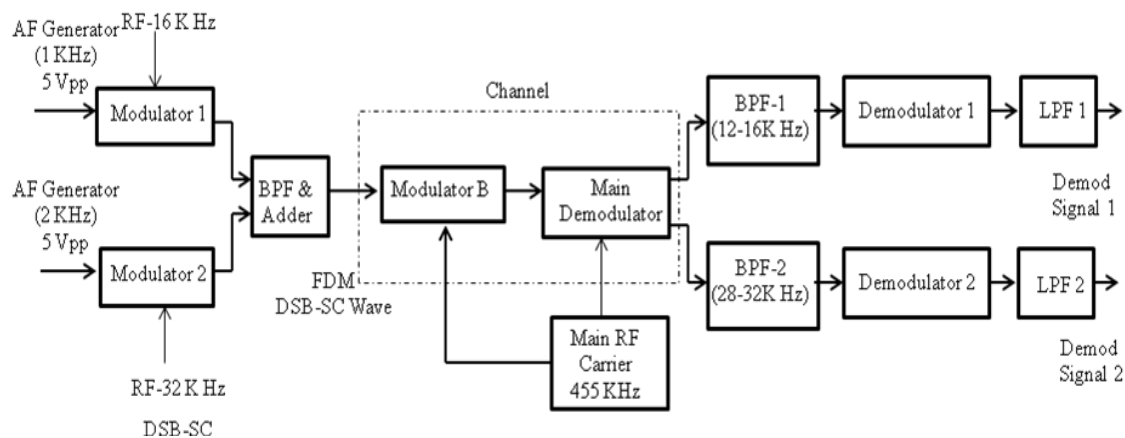 RF-16 K Hz
AF Generator
(1 KHz)
5 Vpp
Modulator 1
AF Generator
(2 KHz)
5 Vpp
Modulator 2
RF-32 K Hz
DSB-SC
BPF &
Adder
Channel
Modulator B
Main
Demodulator
FDM
DSB-SC Wave
Main RF
Carrier
455 KHz
BPF-1
(12-16K Hz)
Demodulator 1
LPF 1
Demod
Signal 1
BPF-2
(28-32K Hz)
Demodulator 2
LPF 2
Demod
Signal 2